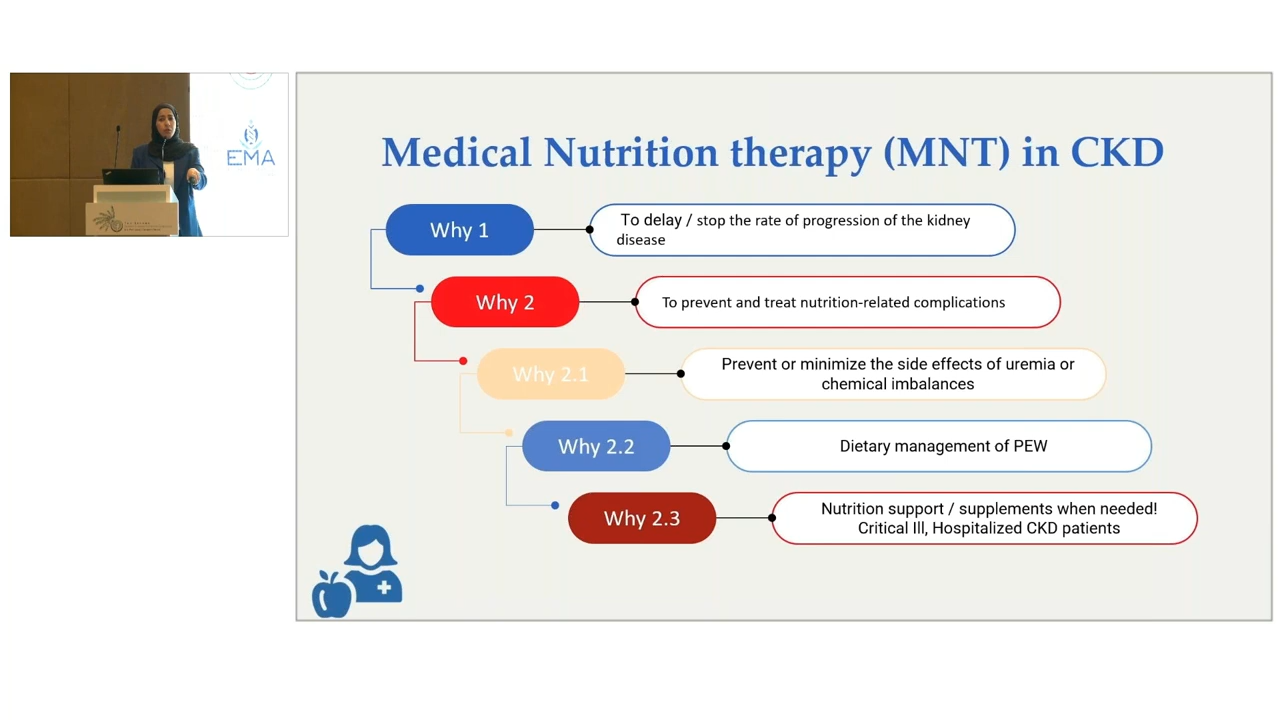 EMA
Medical Nutrition therapy (MNT) in CKD
Why 1
To delay / stop the rate of progression of the kidney
disease
Why 2
To prevent and treat nutrition-related complications
Why 2.1
Prevent or minimize the side effects of uremia or
chemical imbalances
Why 2.2
Dietary management of PEW
Why 2.3
Nutrition support / supplements when needed!
Critical Ill, Hospitalized CKD patients